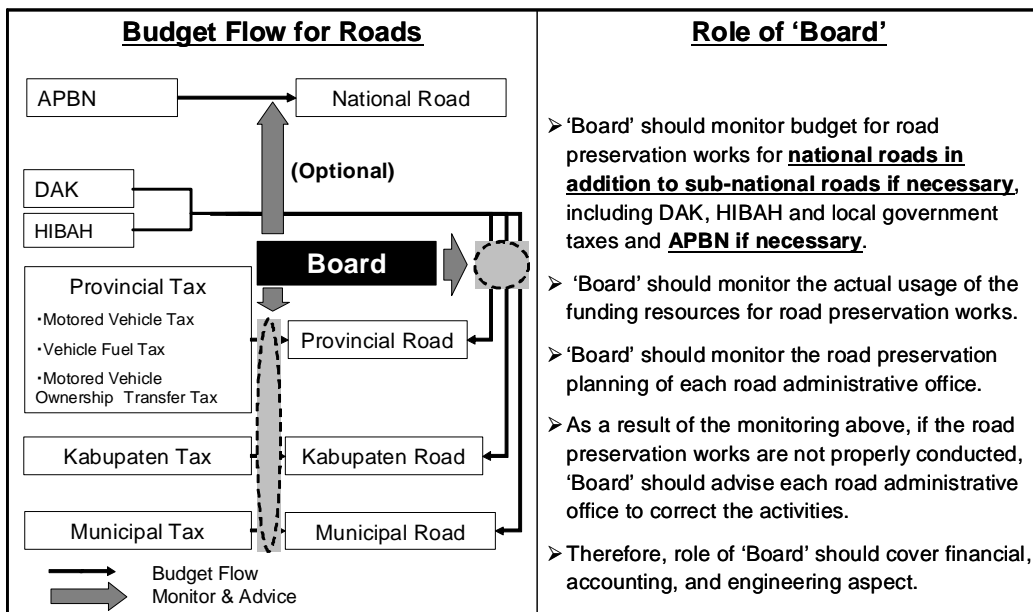 Budget Flow for Roads
APBN
National Road
(Optional)
DAK
HIBAH
Board
Provincial Tax
・Motored Vehicle Tax
・Vehicle Fuel Tax
・Motored Vehicle
Ownership Transfer Tax
Provincial Road
Kabupaten Tax
Kabupaten Road
Municipal Tax
Municipal Road
Budget Flow
Monitor & Advice
Role of ‘Board’
➢ ‘Board’ should monitor budget for road
preservation works for national roads in
addition to sub-national roads if necessary,
including DAK, HIBAH and local government
taxes and APBN if necessary.
➢ ‘Board’ should monitor the actual usage of the
funding resources for road preservation works.
➢ ‘Board’ should monitor the road preservation
planning of each road administrative office.
➢ As a result of the monitoring above, if the road
preservation works are not properly conducted,
‘Board’ should advise each road administrative
office to correct the activities.
➢ Therefore, role of ‘Board’ should cover financial,
accounting, and engineering aspect.